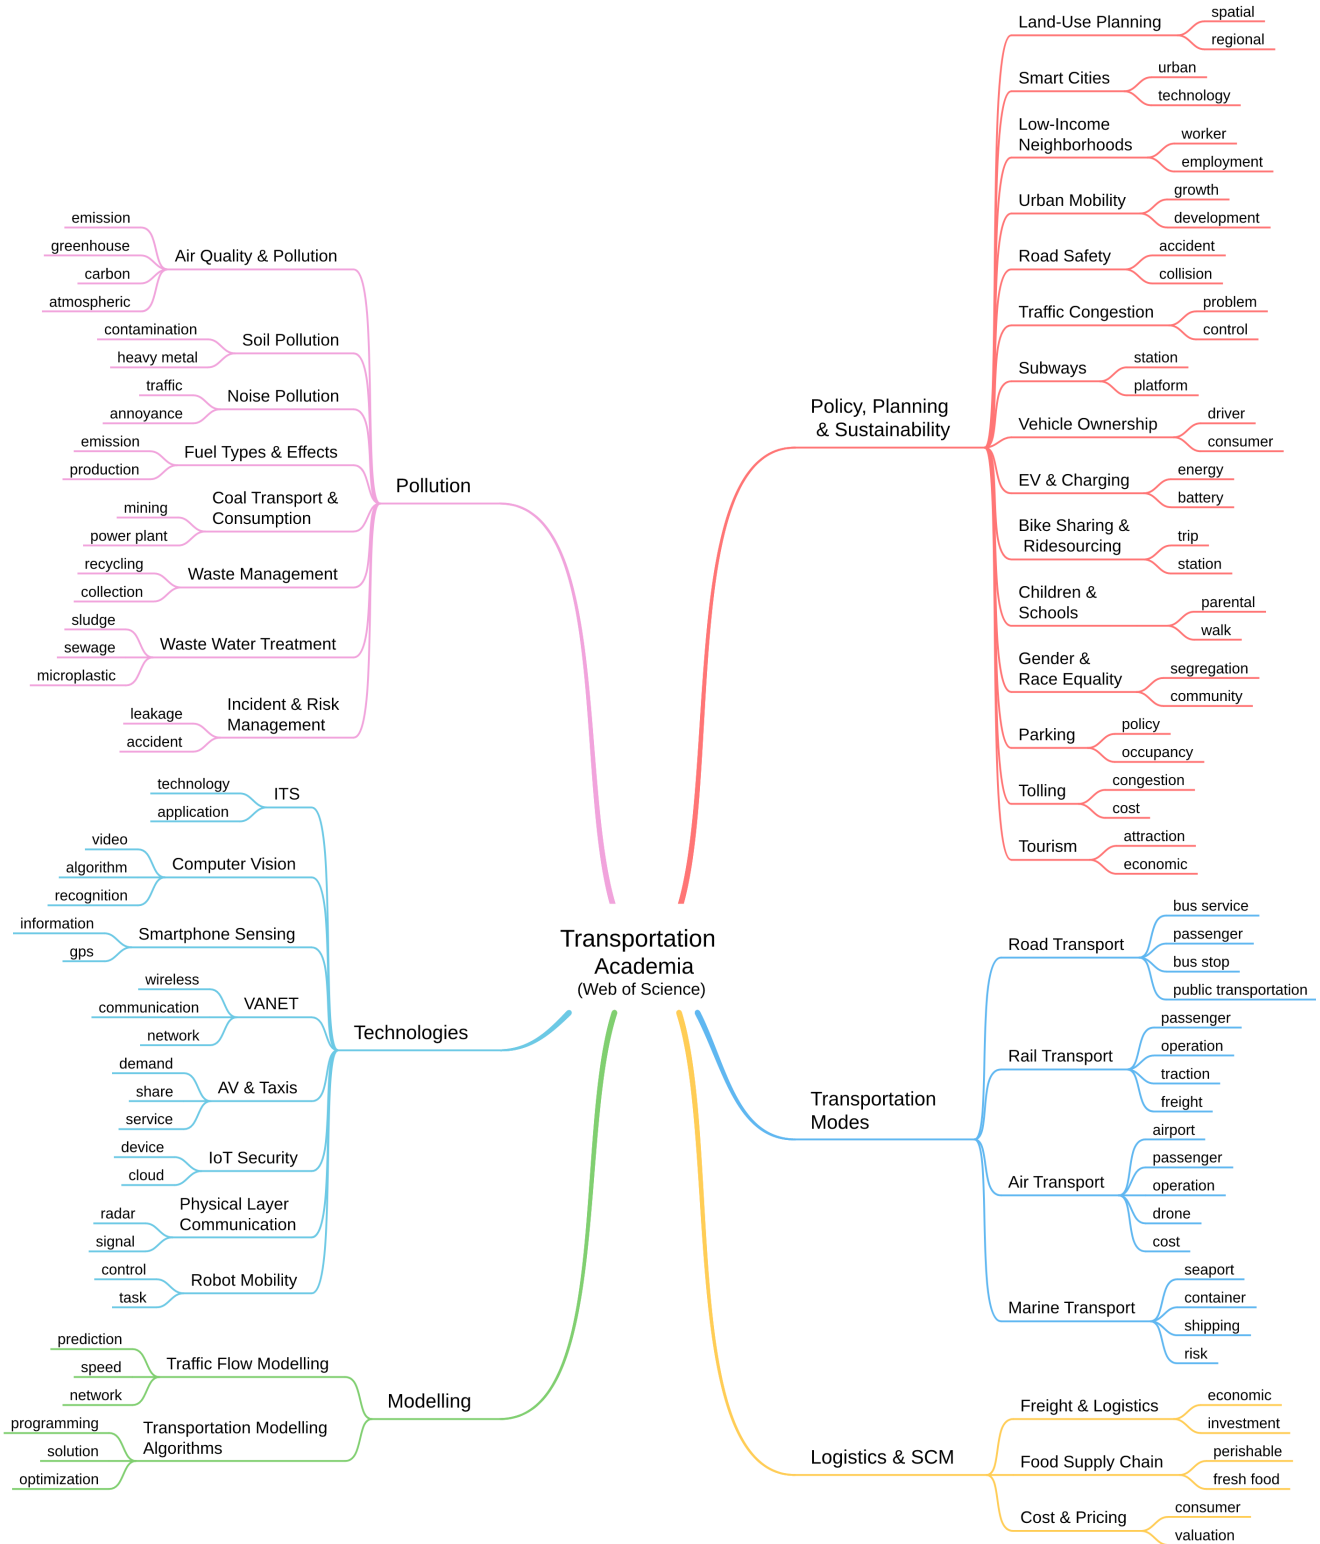 Transportation
Academia
(Web of Science)
Policy, Planning
& Sustainability
Land-Use Planning
spatial
regional
Smart Cities
urban
technology
Low-Income
Neighborhoods
worker
employment
Urban Mobility
growth
development
Road Safety
accident
collision
Traffic Congestion
problem
control
Subways
station
platform
Vehicle Ownership
driver
consumer
EV & Charging
energy
battery
Bike Sharing &
Ridesourcing
trip
station
Children &
Schools
parental
walk
Gender &
Race Equality
segregation
community
Parking
policy
occupancy
Tolling
congestion
cost
Tourism
attraction
economic
Transportation
Modes
Road Transport
bus service
passenger
bus stop
public transportation
Rail Transport
passenger
operation
traction
freight
Air Transport
airport
passenger
operation
drone
cost
Marine Transport
seaport
container
shipping
risk
Logistics & SCM
Freight & Logistics
economic
investment
Food Supply Chain
perishable
fresh food
Cost & Pricing
consumer
valuation
Pollution
Air Quality & Pollution
emission
greenhouse
carbon
atmospheric
Soil Pollution
contamination
heavy metal
Noise Pollution
traffic
annoyance
Fuel Types & Effects
emission
production
Coal Transport &
Consumption
mining
power plant
Waste Management
recycling
collection
Waste Water Treatment
sludge
sewage
microplastic
Incident & Risk
Management
leakage
accident
Technologies
ITS
technology
application
Computer Vision
video
algorithm
recognition
Smartphone Sensing
information
gps
VANET
wireless
communication
network
AV & Taxis
demand
share
service
IoT Security
device
cloud
Physical Layer
Communication
radar
signal
Robot Mobility
control
task
Modelling
Traffic Flow Modelling
prediction
speed
network
Transportation Modelling
Algorithms
programming
solution
optimization